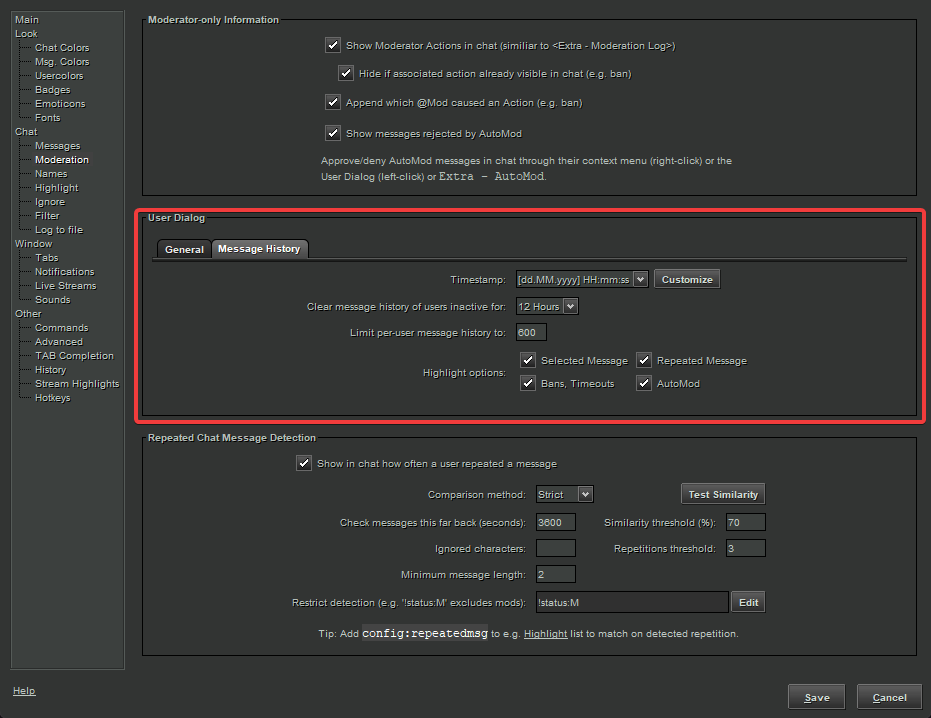 Main
Look
Chat Colors
Msg. Colors
Usercolors
Badges
Emoticons
Fonts
Chat
Messages
Moderation
Names
Highlight
Ignore
Filter
Log to file
Window
Tabs
Notifications
Live Streams
Sounds
Other
Commands
Advanced
TAB Completion
History
Stream Highlights
Hotkeys
Help
Moderator-only Information
Show Moderator Actions in chat (similiar to <Extra - Moderation Log>)
Hide if associated action already visible in chat (e.g. ban)
Append which @Mod caused an Action (e.g. ban)
Show messages rejected by AutoMod
Approve/deny AutoMod messages in chat through their context menu (right-click) or the
User Dialog (left-click) or Extra - AutoMod.
User Dialog
General Message History
Timestamp: [dd.MM.yyyy] HH:mm:ss Customize
Clear message history of users inactive for: 12 Hours
Limit per-user message history to: 600
Highlight options: Selected Message Repeated Message
Bans, Timeouts AutoMod
Repeated Chat Message Detection
Show in chat how often a user repeated a message
Comparison method: Strict Test Similarity
Check messages this far back (seconds): 3600 Similarity threshold (%): 70
Ignored characters: Repetitions threshold: 3
Minimum message length: 2
Restrict detection (e.g. '!status:M' excludes mods): !status:M Edit
Tip: Add config:repeatedmsg to e.g. Highlight list to match on detected repetition.
Save Cancel